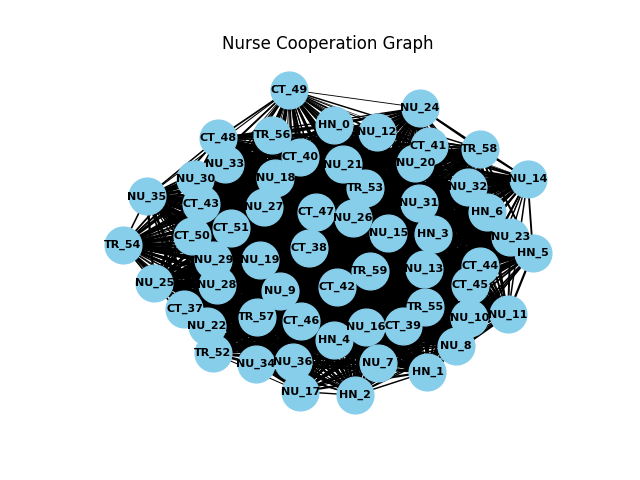 Nurse Cooperation Graph
CT_49
NU_24
HN_0
NU_12
TR_56
CT_48
CT_41
TR_58
CT_40
NU_20
NU_21
NU_33
NU_18
NU_30
NU_14
NU_32
TR_53
NU_35
CT_43
NU_31
NU_27
CT_47
HN_6
NU_26
CT_51
NU_15
HN_3
CT_50
NU_23
TR_54
CT_38
HN_5
NU_29
NU_19
CT_44
NU_13
TR_59
NU_25
NU_28
CT_45
CT_42
NU_9
TR_55
CT_37
NU_11
TR_57
NU_10
CT_46
NU_22
NU_16
CT_39
HN_4
NU_8
TR_52
NU_36
NU_7
NU_34
HN_1
NU_17
HN_2